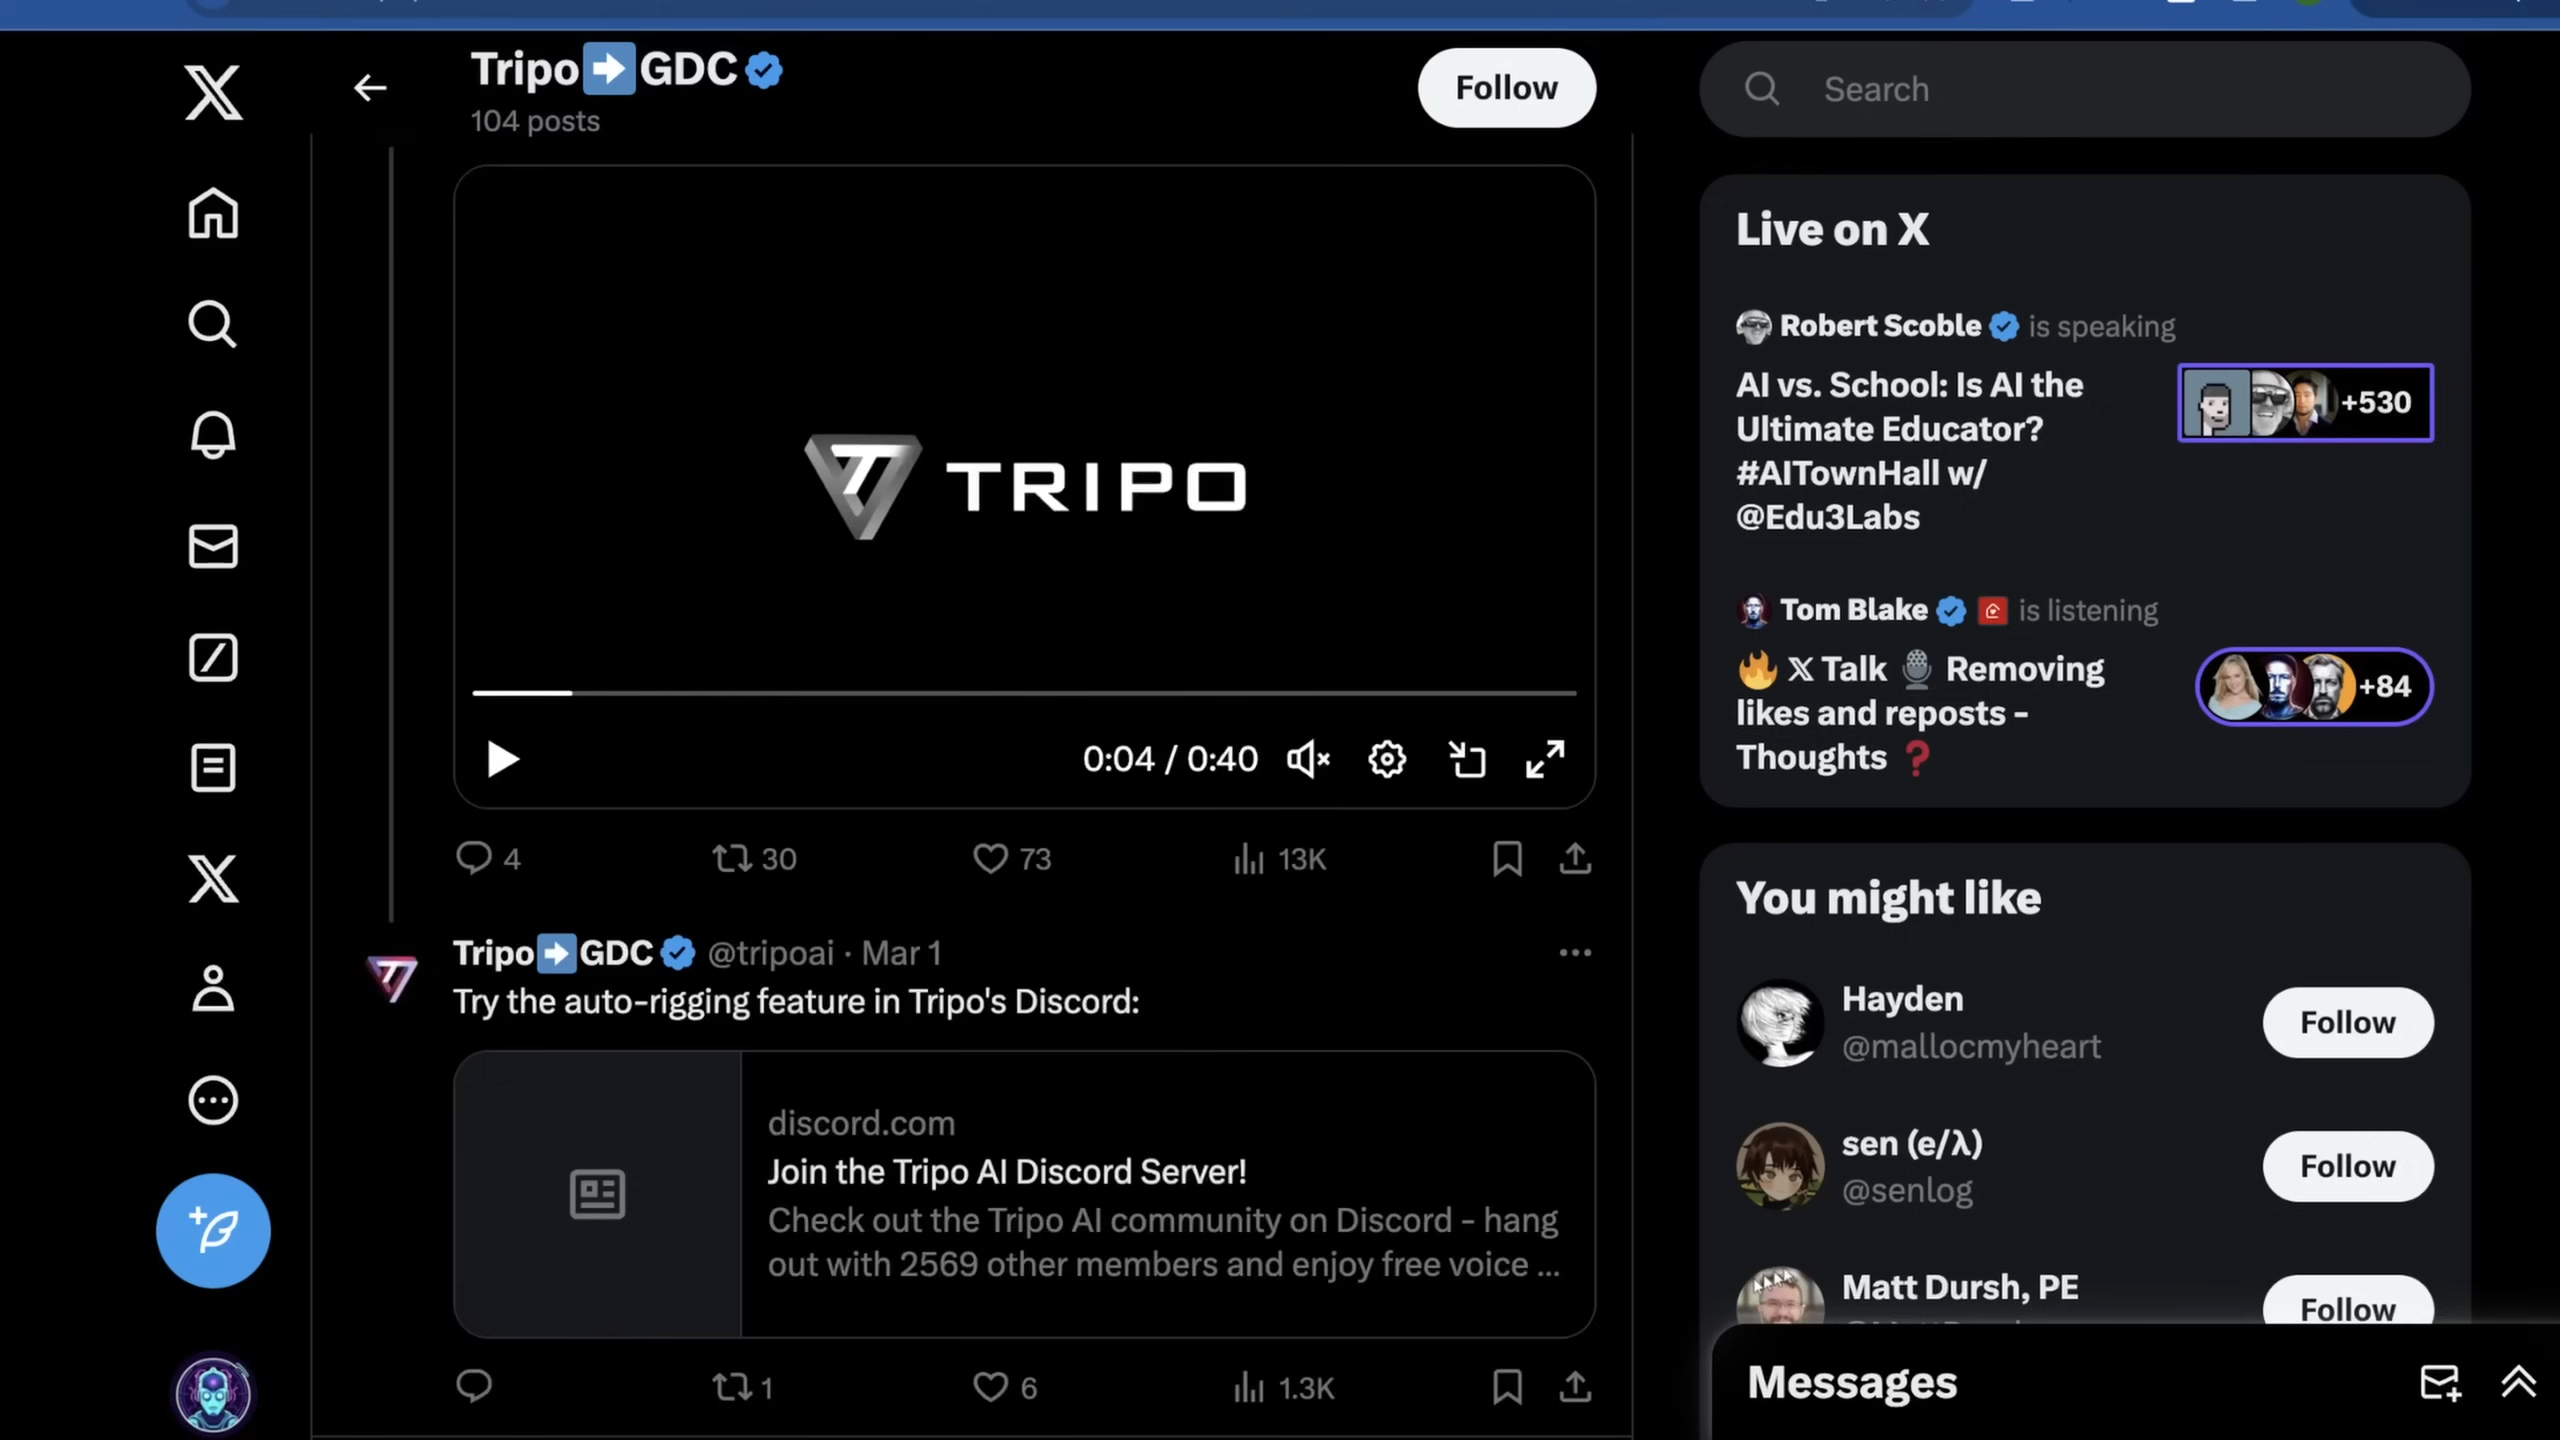 Tripo➡️GDC
104 posts
Follow
TRIPO
0:04 / 0:40
4
30
73
13K
Tripo➡️GDC @tripoai · Mar 1
Try the auto-rigging feature in Tripo's Discord:
discord.com
Join the Tripo AI Discord Server!
Check out the Tripo AI community on Discord - hang
out with 2569 other members and enjoy free voice ...
1
6
1.3K
Search
Live on X
Robert Scoble is speaking
AI vs. School: Is AI the
Ultimate Educator?
#AITownHall w/
@Edu3Labs
+530
Tom Blake is listening
🔥 X Talk 🎙️ Removing
likes and reposts -
Thoughts ❓
+84
You might like
Hayden
@mallocmyheart
Follow
sen (e/λ)
@senlog
Follow
Matt Dursh, PE
Follow
Messages